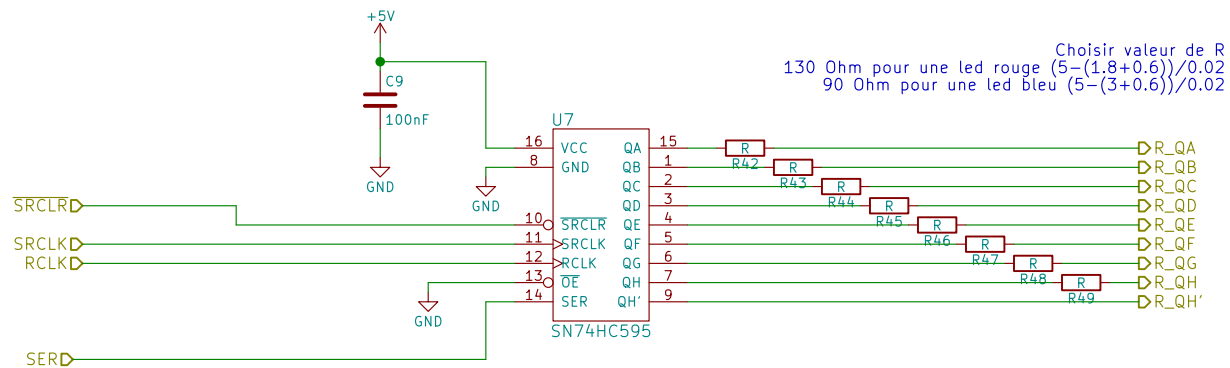 +5V
Choisir valeur de R
130 Ohm pour une led rouge (5-(1.8+0.6))/0.02
90 Ohm pour une led bleu (5-(3+0.6))/0.02
C9
100nF
GND
U7
16 VCC QA 15 R R42 R_QA
8 GND QB 1 R R43 R_QB
GND
QC 2 R R44 R_QC
SRCLR QD 3 R R45 R_QD
10 SRCLR QE 4 R R46 R_QE
SRCLK 11 SRCLK QF 5 R R47 R_QF
RCLK 12 RCLK QG 6 R R48 R_QG
13 OE QH 7 R R49 R_QH
14 SER QH' 9 R_QH'
GND
SN74HC595
SER